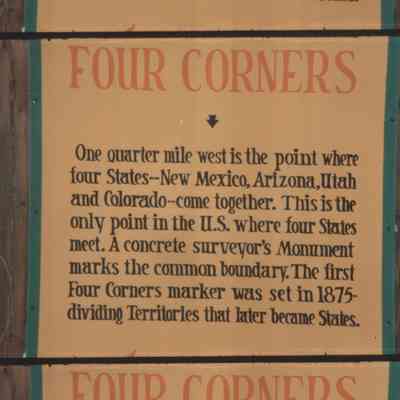 FOUR CORNERS
One quarter mile west is the point where
four States--New Mexico, Arizona, Utah
and Colorado--come together. This is the
only point in the U.S. where four States
meet. A concrete surveyor's Monument
marks the common boundary. The first
Four Corners marker was set in 1875-
dividing Territories that later became States.
FOUR CORNERS